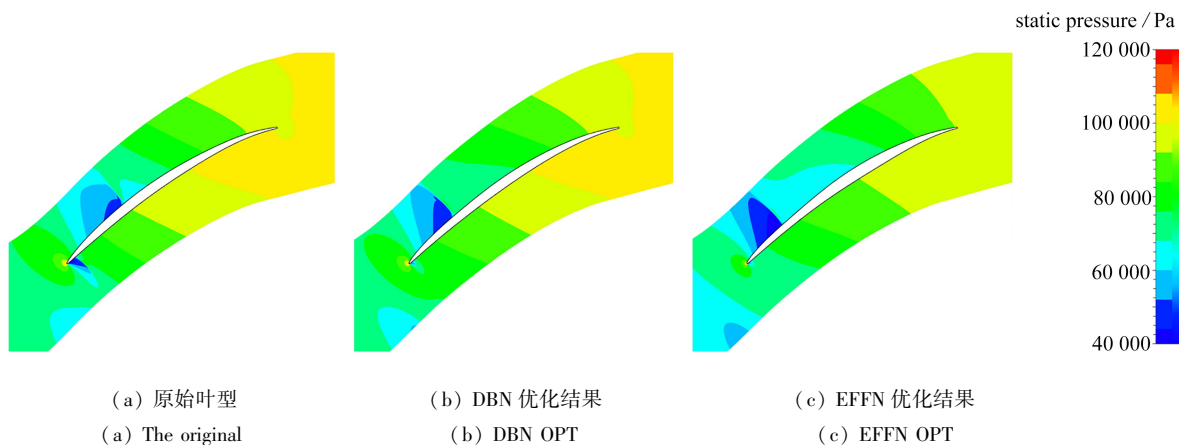 static pressure / Pa
120 000
100 000
80 000
60 000
40 000
(a) 原始叶型
(b) DBN 优化结果
(c) EFFN 优化结果
(a) The original
(b) DBN OPT
(c) EFFN OPT